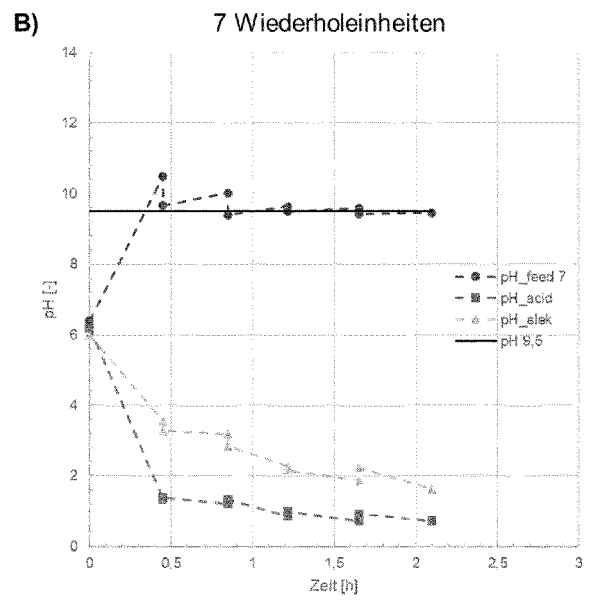 B) 7 Wiederholeinheiten
14
12
10
8
6
4
2
0
pH [-]
pH_feed 7
pH_acid
pH_elek
pH 9,5
0 0,5 1 1,5 2 2,5 3
Zeit [h]